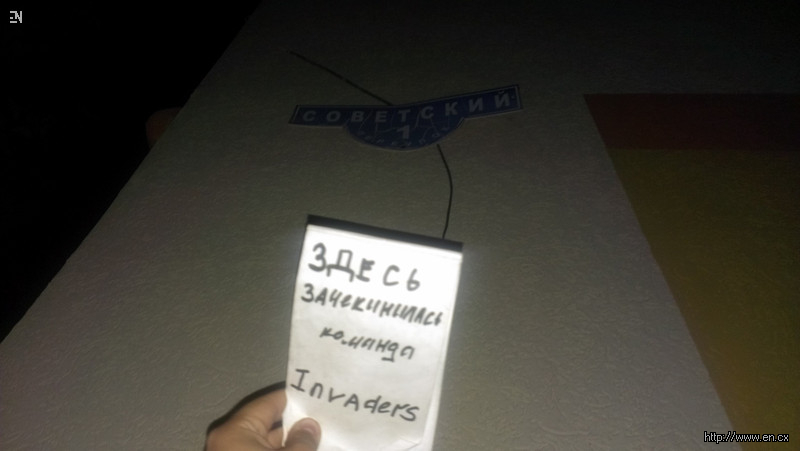 EN
СОВЕТСКИЙ
1
ЗДЕСЬ
ЗАЧЕКИНИЛАСЬ
команда
Invaders
http://www.en.cx